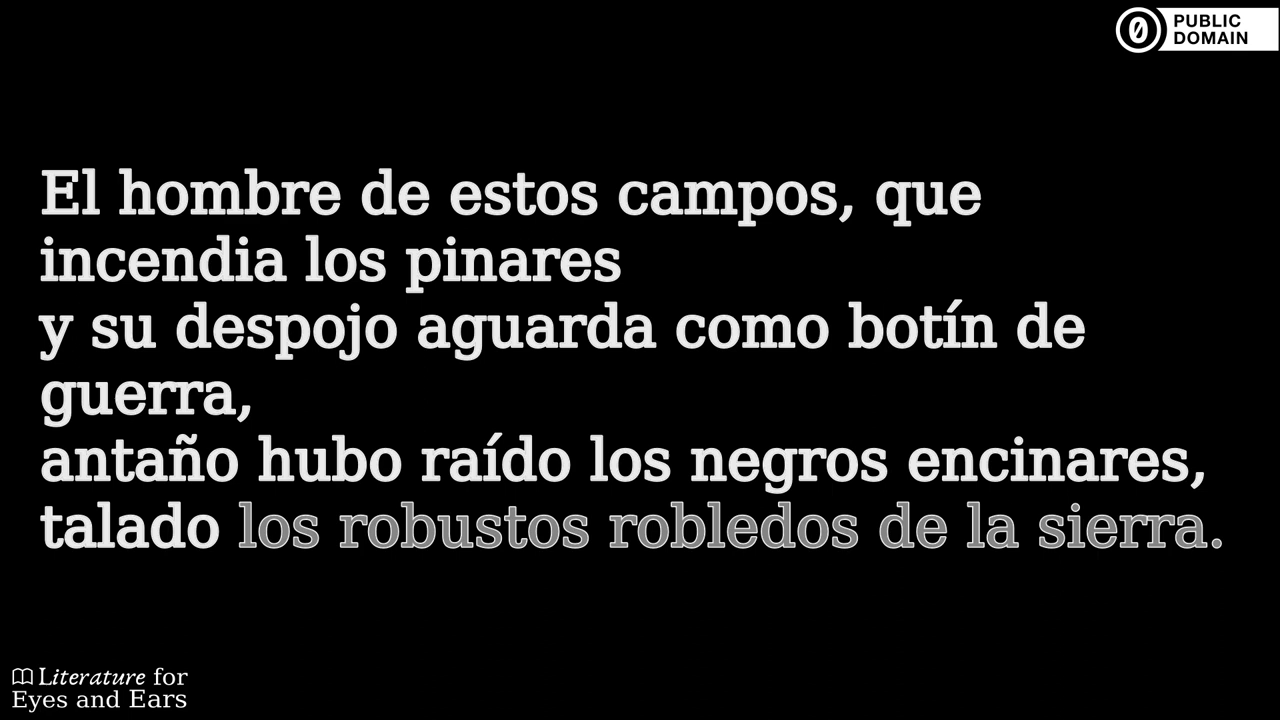 PUBLIC
DOMAIN
El hombre de estos campos, que
incendia los pinares
y su despojo aguarda como botín de
guerra,
antaño hubo raído los negros encinares,
talado los robustos robledos de la sierra.
Literature for
Eyes and Ears